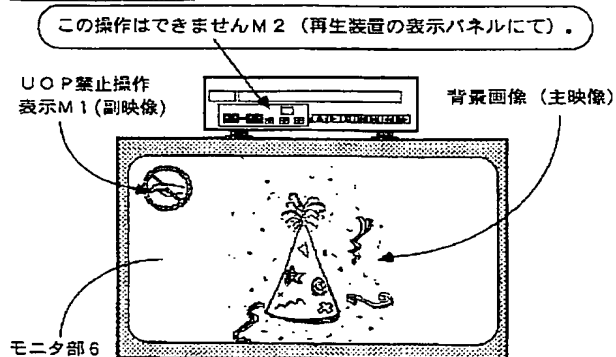 この操作はできませんＭ２（再生装置の表示パネルにて）．
ＵＯＰ禁止操作
表示Ｍ１(副映像)
背景画像（主映像）
モニタ部６